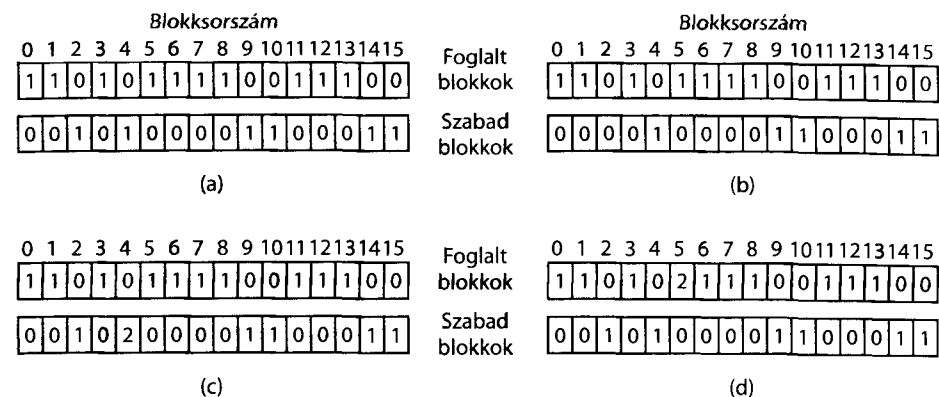 Blokksorszám
0 1 2 3 4 5 6 7 8 9 10 11 12 13 14 15
1 1 0 1 0 1 1 1 1 0 0 1 1 1 0 0
Foglalt
blokkok
0 0 1 0 1 0 0 0 0 1 1 0 0 0 1 1
Szabad
blokkok
(a)
Blokksorszám
0 1 2 3 4 5 6 7 8 9 10 11 12 13 14 15
1 1 0 1 0 1 1 1 1 0 0 1 1 1 0 0
0 0 0 0 1 0 0 0 0 1 1 0 0 0 1 1
(b)
0 1 2 3 4 5 6 7 8 9 10 11 12 13 14 15
1 1 0 1 0 1 1 1 1 0 0 1 1 1 0 0
Foglalt
blokkok
0 0 1 0 2 0 0 0 0 1 1 0 0 0 1 1
Szabad
blokkok
(c)
0 1 2 3 4 5 6 7 8 9 10 11 12 13 14 15
1 1 0 1 0 2 1 1 1 0 0 1 1 1 0 0
0 0 1 0 1 0 0 0 0 1 1 0 0 0 1 1
(d)